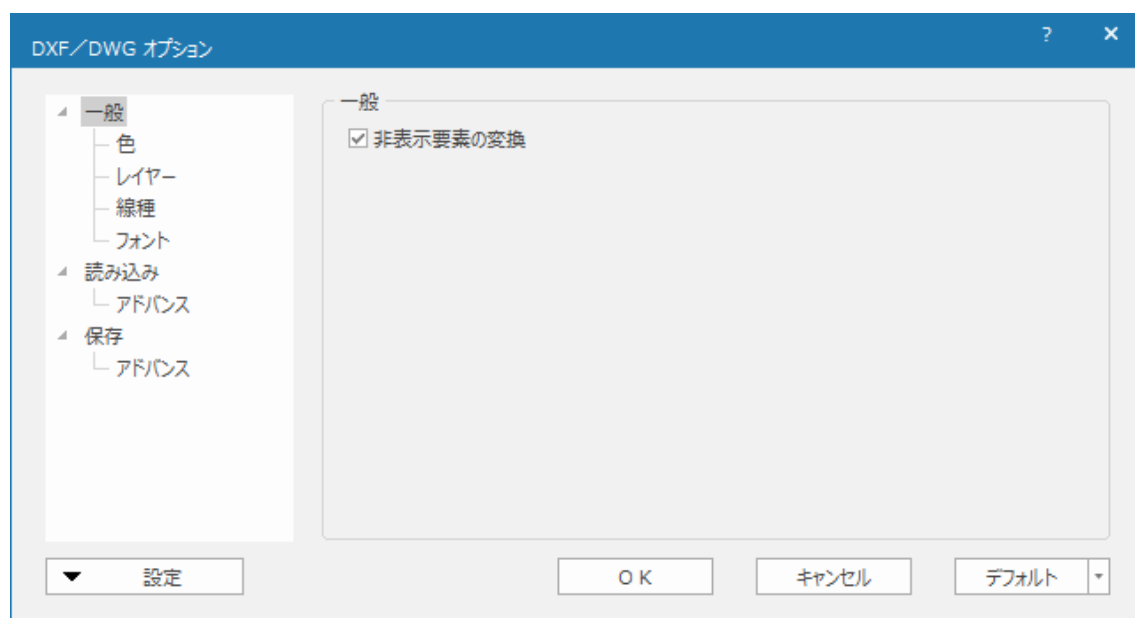 DXF／DWG オプション
?
×
一般
色
レイヤー
線種
フォント
読み込み
アドバンス
保存
アドバンス
一般
非表示要素の変換
設定
OK
キャンセル
デフォルト